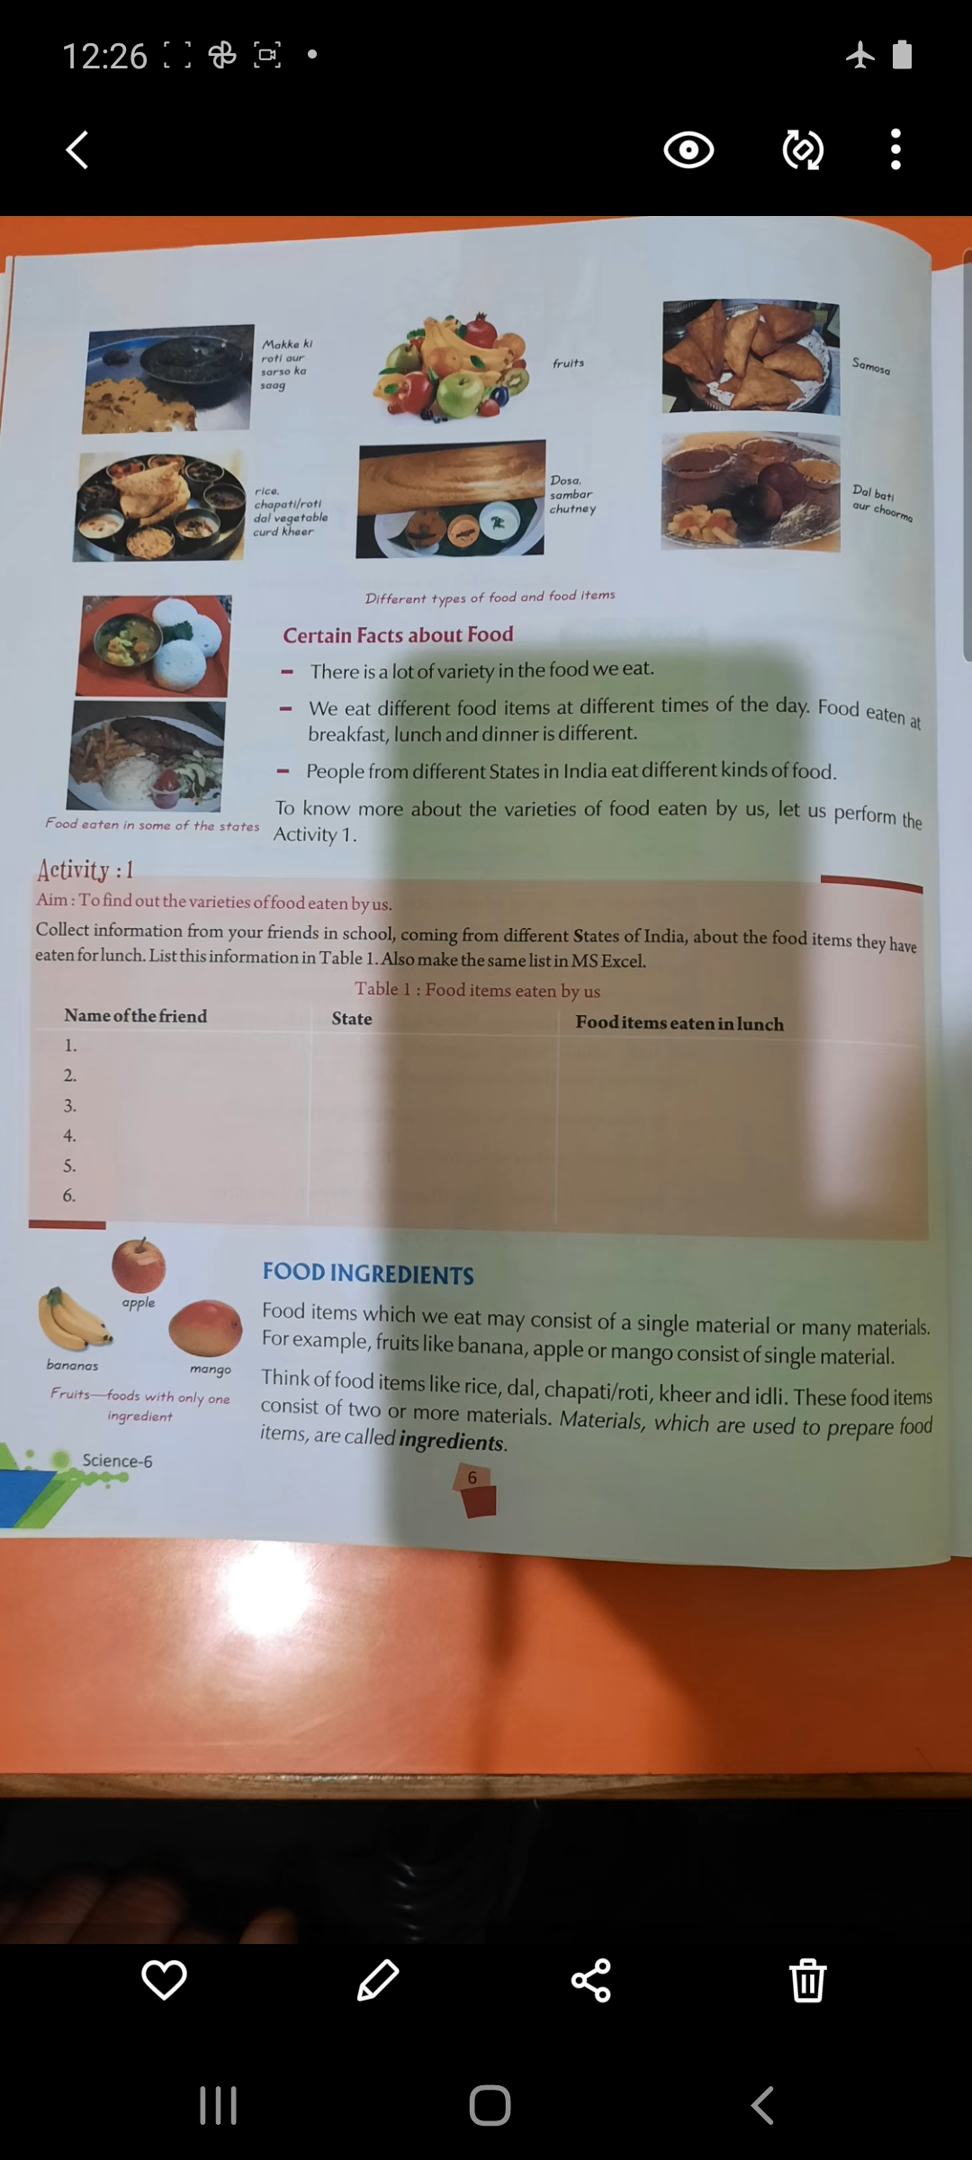 12:26
Makke ki
roti aur
sarso ka
saag
fruits
Samosa
rice,
chapati/roti
dal vegetable
curd kheer
Dosa,
sambar
chutney
Dal bati
aur choorma
Different types of food and food items
Certain Facts about Food
– There is a lot of variety in the food we eat.
– We eat different food items at different times of the day. Food eaten at
breakfast, lunch and dinner is different.
– People from different States in India eat different kinds of food.
To know more about the varieties of food eaten by us, let us perform the
Activity 1.
Food eaten in some of the states
Activity : 1
Aim : To find out the varieties of food eaten by us.
Collect information from your friends in school, coming from different States of India, about the food items they have
eaten for lunch. List this information in Table 1. Also make the same list in MS Excel.
Table 1 : Food items eaten by us
Name of the friend State Food items eaten in lunch
1.
2.
3.
4.
5.
6.
apple
bananas
mango
Fruits—foods with only one
ingredient
FOOD INGREDIENTS
Food items which we eat may consist of a single material or many materials.
For example, fruits like banana, apple or mango consist of single material.
Think of food items like rice, dal, chapati/roti, kheer and idli. These food items
consist of two or more materials. Materials, which are used to prepare food
items, are called ingredients.
Science-6
6